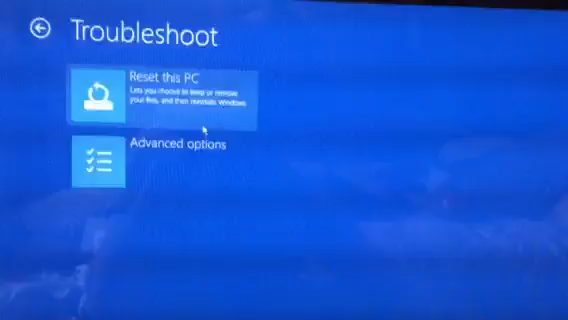 Troubleshoot
Reset this PC
Lets you choose to keep or remove
your files, and then reinstalls Windows.
Advanced options